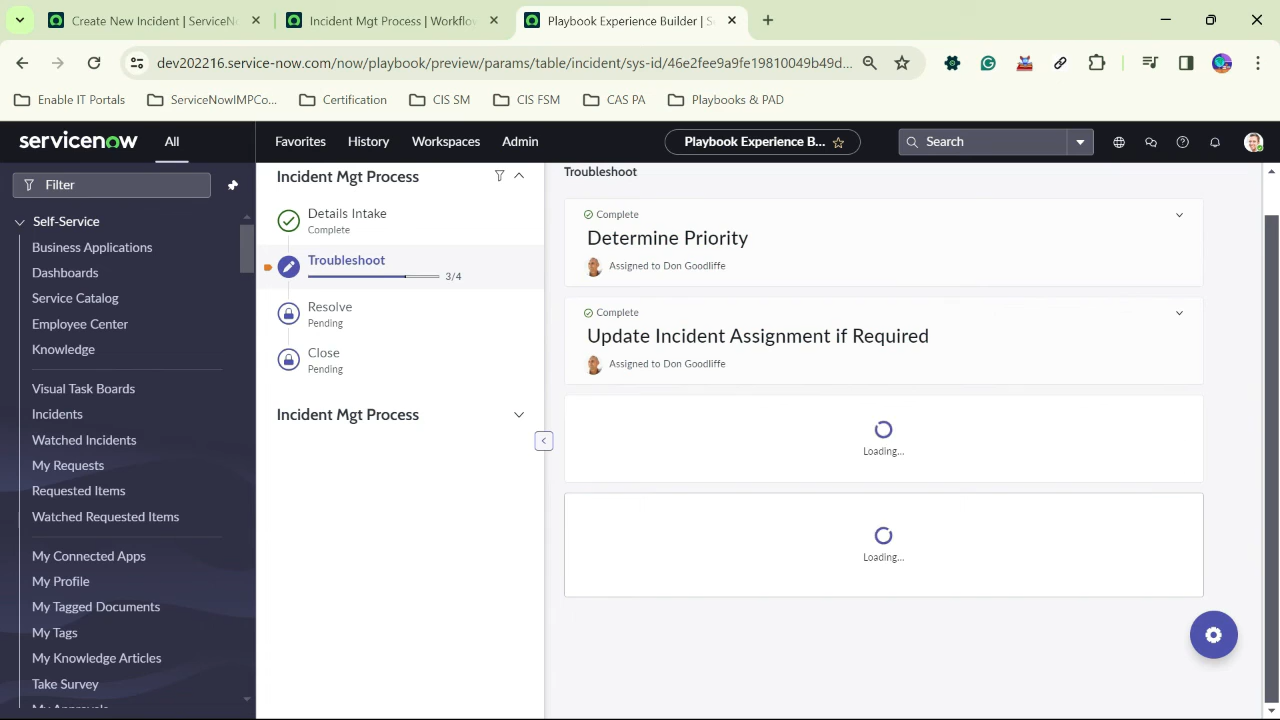 Create New Incident | ServiceN
Incident Mgt Process | Workflow
Playbook Experience Builder | S
dev202216.service-now.com/now/playbook/preview/params/table/incident/sys-id/46e2fee9a9fe19810049b49d...
Enable IT Portals
ServiceNowIMPCo...
Certification
CIS SM
CIS FSM
CAS PA
Playbooks & PAD
servicenow
All
Favorites
History
Workspaces
Admin
Playbook Experience B...
Search
Filter
Self-Service
Business Applications
Dashboards
Service Catalog
Employee Center
Knowledge
Visual Task Boards
Incidents
Watched Incidents
My Requests
Requested Items
Watched Requested Items
My Connected Apps
My Profile
My Tagged Documents
My Tags
My Knowledge Articles
Take Survey
My Approvals
Incident Mgt Process
Details Intake
Complete
Troubleshoot
3/4
Resolve
Pending
Close
Pending
Incident Mgt Process
Troubleshoot
Complete
Determine Priority
Assigned to Don Goodliffe
Complete
Update Incident Assignment if Required
Assigned to Don Goodliffe
Loading...
Loading...